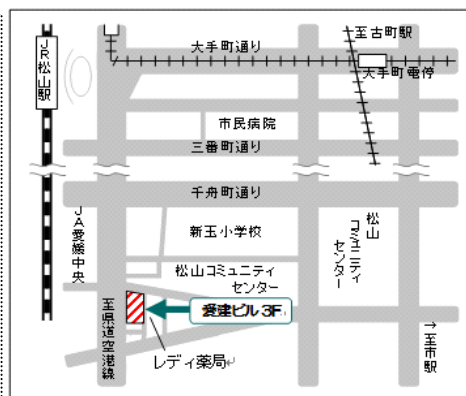 至古町駅
大手町通り
大手町電停
JR松山駅
市民病院
三番町通り
千舟町通り
JA愛媛中央
新玉小学校
松山
コミュニティ
センター
松山コミュニティ
センター
至県道空港線
愛建ビル 3F
レディ薬局
→至市駅